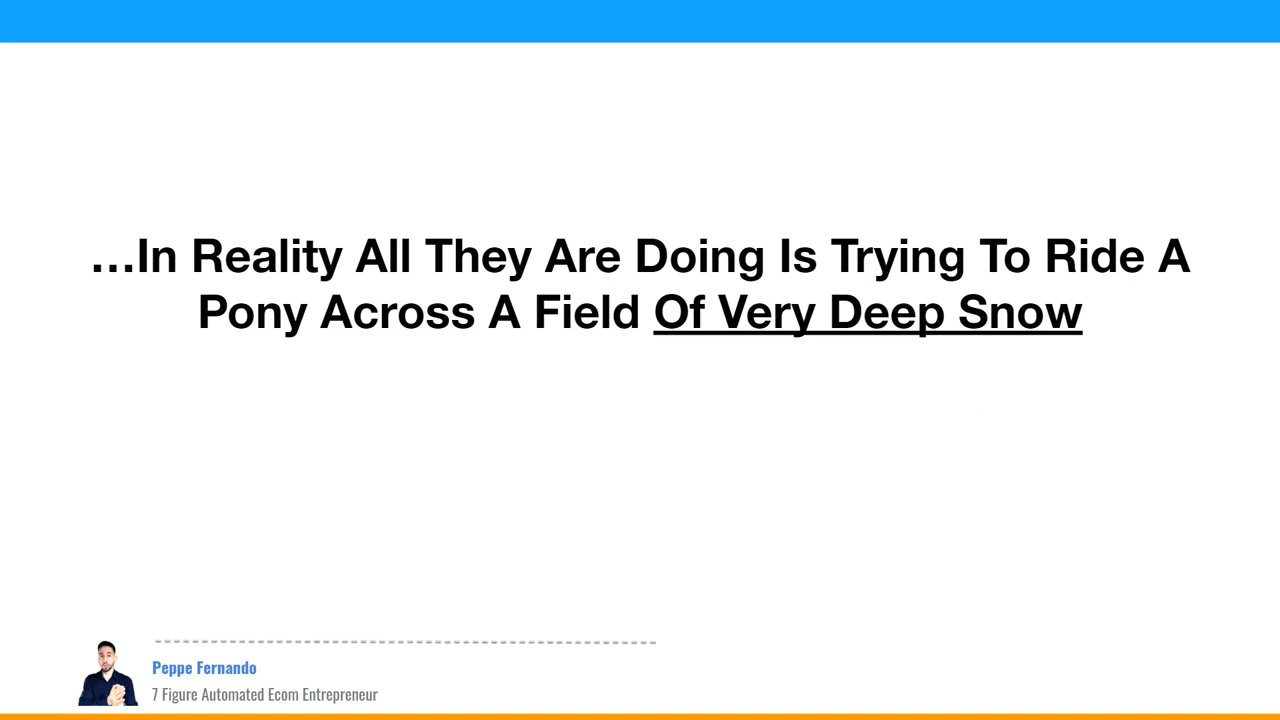 …In Reality All They Are Doing Is Trying To Ride A
Pony Across A Field Of Very Deep Snow
Peppe Fernando
7 Figure Automated Ecom Entrepreneur